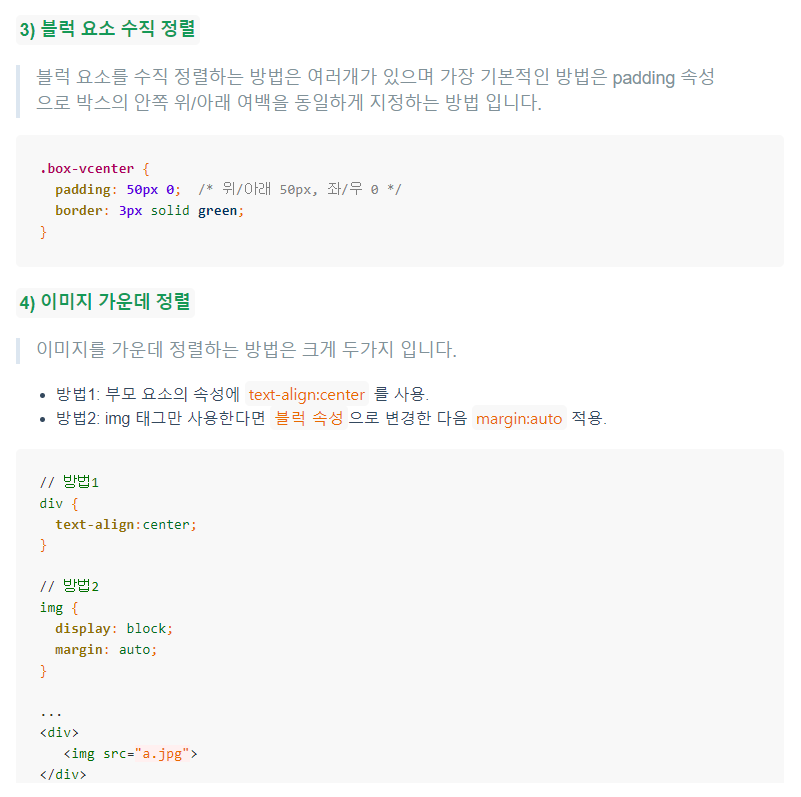 3) 블럭 요소 수직 정렬
블럭 요소를 수직 정렬하는 방법은 여러개가 있으며 가장 기본적인 방법은 padding 속성
으로 박스의 안쪽 위/아래 여백을 동일하게 지정하는 방법 입니다.
.box-vcenter {
  padding: 50px 0;  /* 위/아래 50px, 좌/우 0 */
  border: 3px solid green;
}
4) 이미지 가운데 정렬
이미지를 가운데 정렬하는 방법은 크게 두가지 입니다.
• 방법1: 부모 요소의 속성에 text-align:center 를 사용.
• 방법2: img 태그만 사용한다면 블럭 속성 으로 변경한 다음 margin:auto 적용.
// 방법1
div {
  text-align:center;
}
// 방법2
img {
  display: block;
  margin: auto;
}
...
<div>
   <img src="a.jpg">
</div>